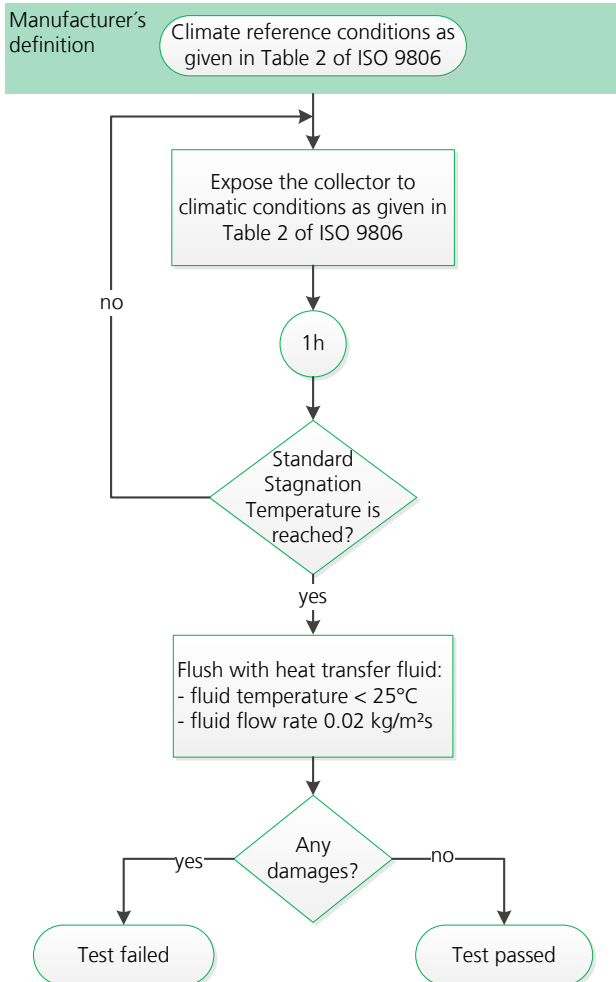 Manufacturer´s
definition
Climate reference conditions as
given in Table 2 of ISO 9806
Expose the collector to
climatic conditions as given in
Table 2 of ISO 9806
no
1h
Standard
Stagnation
Temperature is
reached?
yes
Flush with heat transfer fluid:
- fluid temperature < 25°C
- fluid flow rate 0.02 kg/m²s
Any
damages?
yes
no
Test failed
Test passed